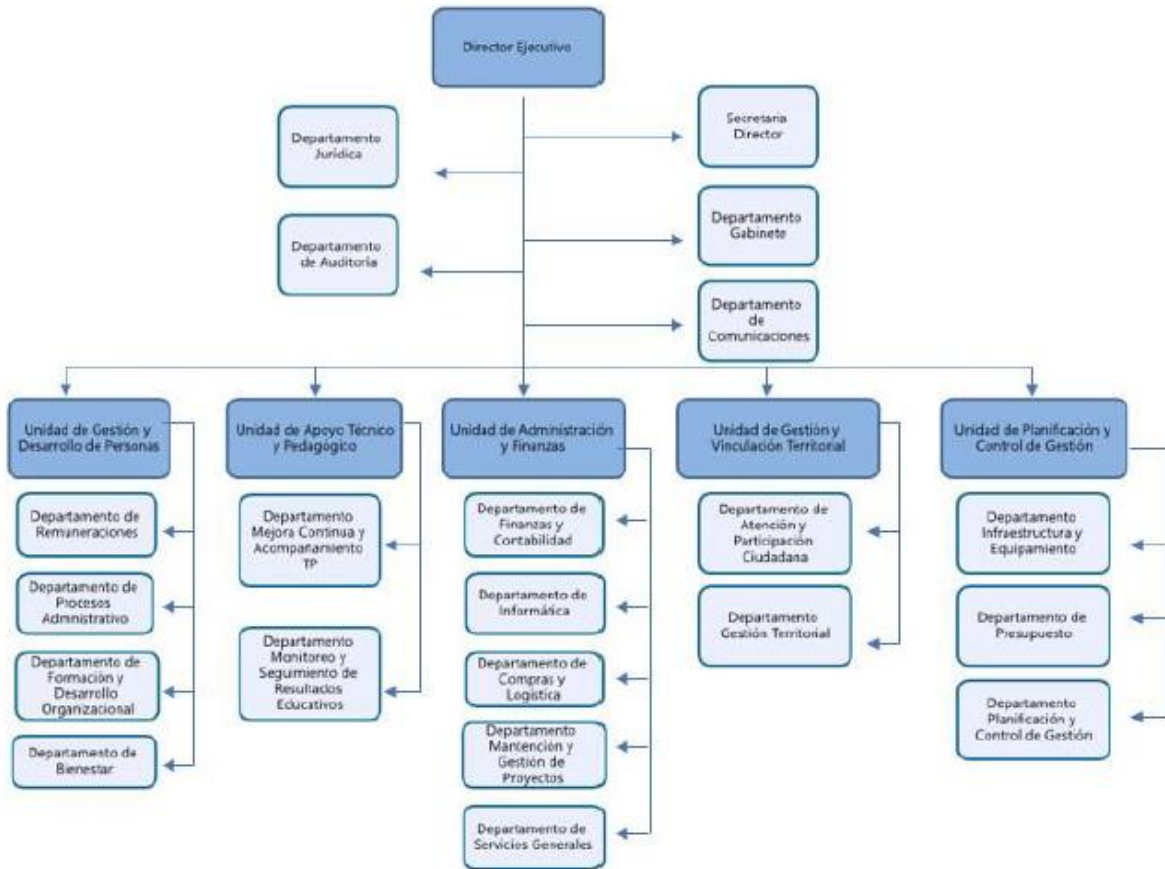 Director Ejecutivo
Departamento
Jurídica
Secretaria
Director
Departamento
Gabinete
Departamento
de Auditoría
Departamento
de
Comunicaciones
Unidad de Gestión y
Desarrollo de Personas
Unidad de Apoyo Técnico
y Pedagógico
Unidad de Administración
y Finanzas
Unidad de Gestión y
Vinculación Territorial
Unidad de Planificación y
Control de Gestión
Departamento de
Remuneraciones
Departamento de
Procesos
Administrativo
Departamento de
Formación y
Desarrollo
Organizacional
Departamento de
Bienestar
Departamento
Mejora Continua y
Acompañamiento
TP
Departamento
Monitoreo y
Seguimiento de
Resultados
Educativos
Departamento de
Finanzas y
Contabilidad
Departamento de
Informática
Departamento de
Compras y
Logística
Departamento
Mantención y
Gestión de
Proyectos
Departamento de
Servicios Generales
Departamento de
Atención y
Participación
Ciudadana
Departamento
Gestión Territorial
Departamento
Infraestructura y
Equipamiento
Departamento de
Presupuesto
Departamento
Planificación y
Control de Gestión